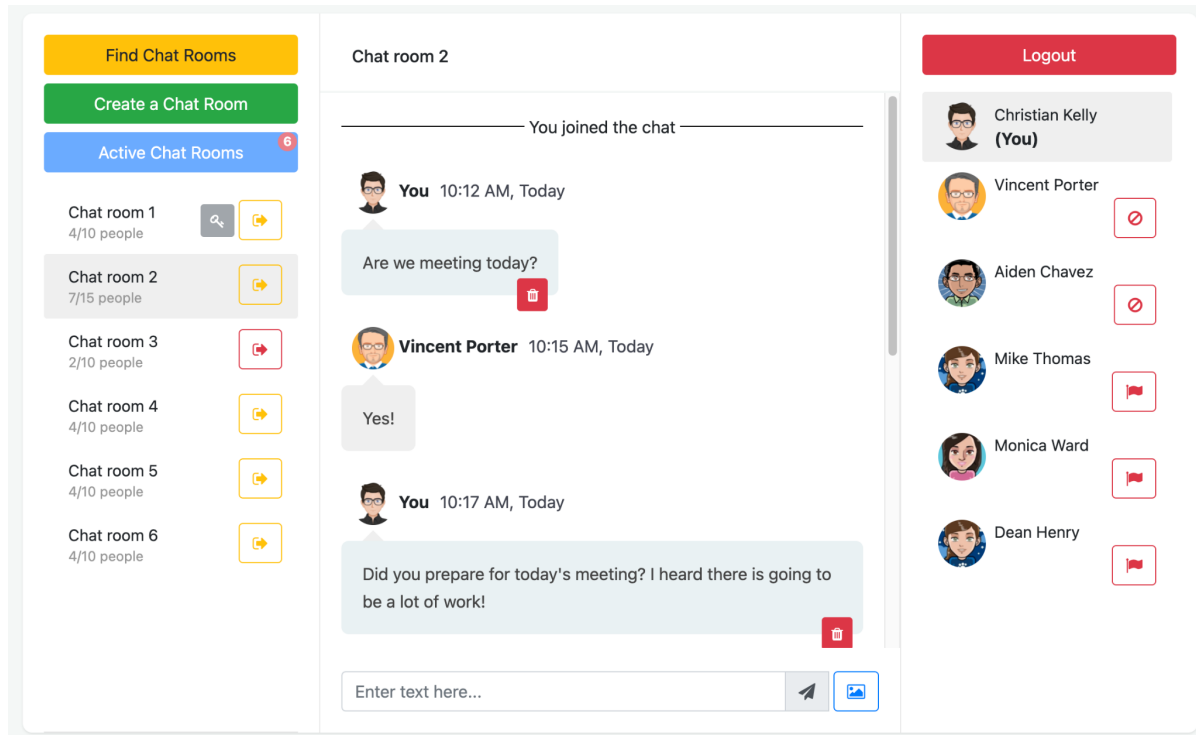 Find Chat Rooms
Create a Chat Room
Active Chat Rooms
6
Chat room 1
4/10 people
Chat room 2
7/15 people
Chat room 3
2/10 people
Chat room 4
4/10 people
Chat room 5
4/10 people
Chat room 6
4/10 people
Chat room 2
You joined the chat
You 10:12 AM, Today
Are we meeting today?
Vincent Porter 10:15 AM, Today
Yes!
You 10:17 AM, Today
Did you prepare for today's meeting? I heard there is going to
be a lot of work!
Enter text here...
Logout
Christian Kelly
(You)
Vincent Porter
Aiden Chavez
Mike Thomas
Monica Ward
Dean Henry